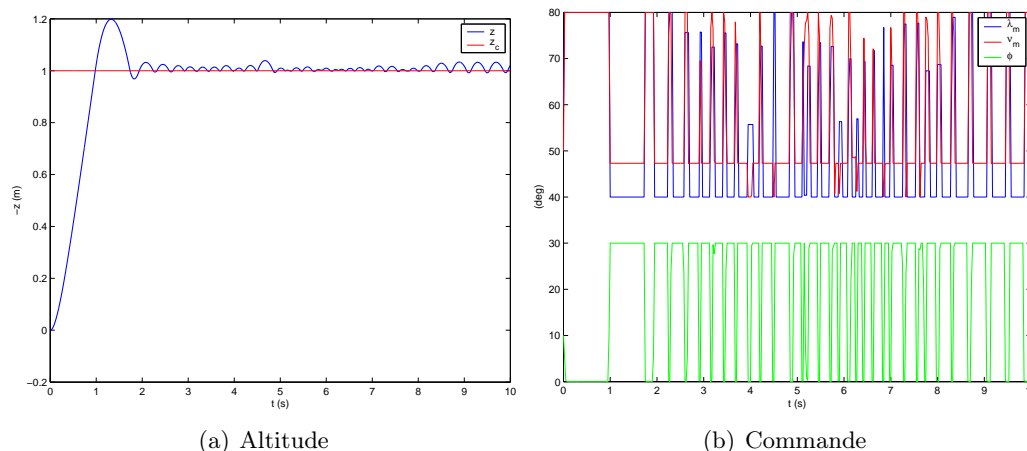 1.2
1
0.8
0.6
0.4
0.2
0
−0.2
−z (m)
0 1 2 3 4 5 6 7 8 9 10
t (s)
z
z_c
(a) Altitude
80
70
60
50
40
30
20
10
0
(deg)
0 1 2 3 4 5 6 7 8 9
t (s)
λ_m
ν_m
ϕ
(b) Commande